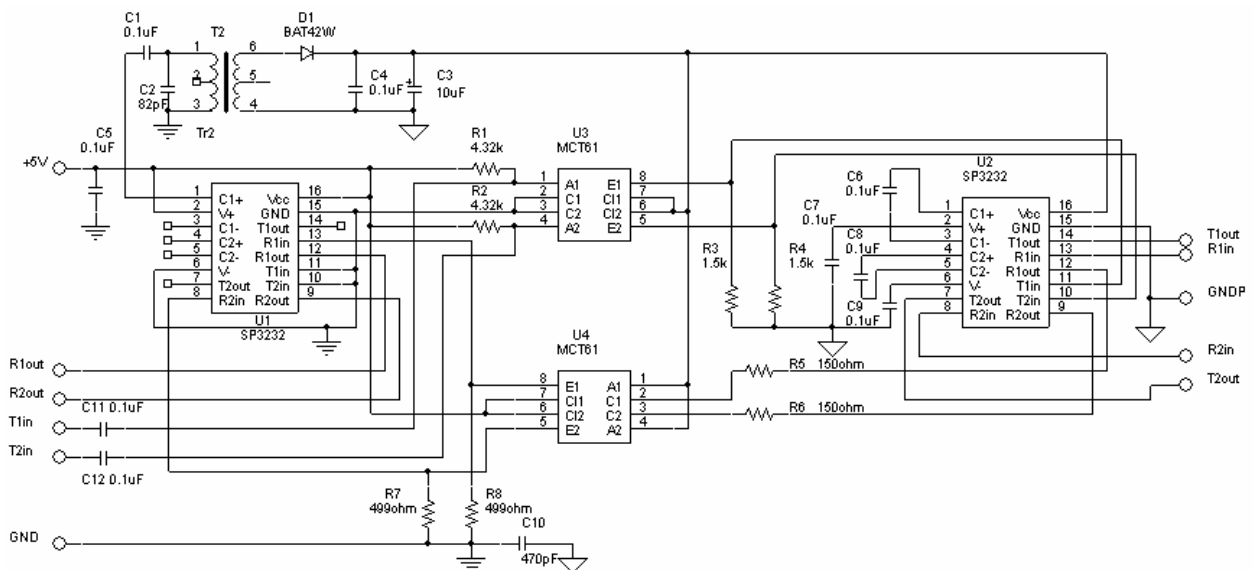 C1
0.1uF
T2
D1
BAT42W
1
2
3
6
5
4
C2
82pF
Tr2
C4
0.1uF
+
C3
10uF
C5
0.1uF
+5V
R1
4.32k
R2
4.32k
U3
MCT61
1 A1 E1 8
2 C1 Cl1 7
3 C2 Cl2 6
4 A2 E2 5
1 C1+ Vcc 16
2 V+ GND 15
3 C1- T1out 14
4 C2+ R1in 13
5 C2- R1out 12
6 V- T1in 11
7 T2out T2in 10
8 R2in R2out 9
U1
SP3232
R3
1.5k
R4
1.5k
C6
0.1uF
C7
0.1uF
C8
0.1uF
C9
0.1uF
U2
SP3232
1 C1+ Vcc 16
2 V+ GND 15
3 C1- T1out 14
4 C2+ R1in 13
5 C2- R1out 12
6 V- T1in 11
7 T2out T2in 10
8 R2in R2out 9
T1out
R1in
GNDP
R2in
T2out
U4
MCT61
8 E1 A1 1
7 Cl1 C1 2
6 Cl2 C2 3
5 E2 A2 4
R5 150ohm
R6 150ohm
R1out
R2out
C11 0.1uF
T1in
T2in
C12 0.1uF
R7
499ohm
R8
499ohm
C10
470pF
GND